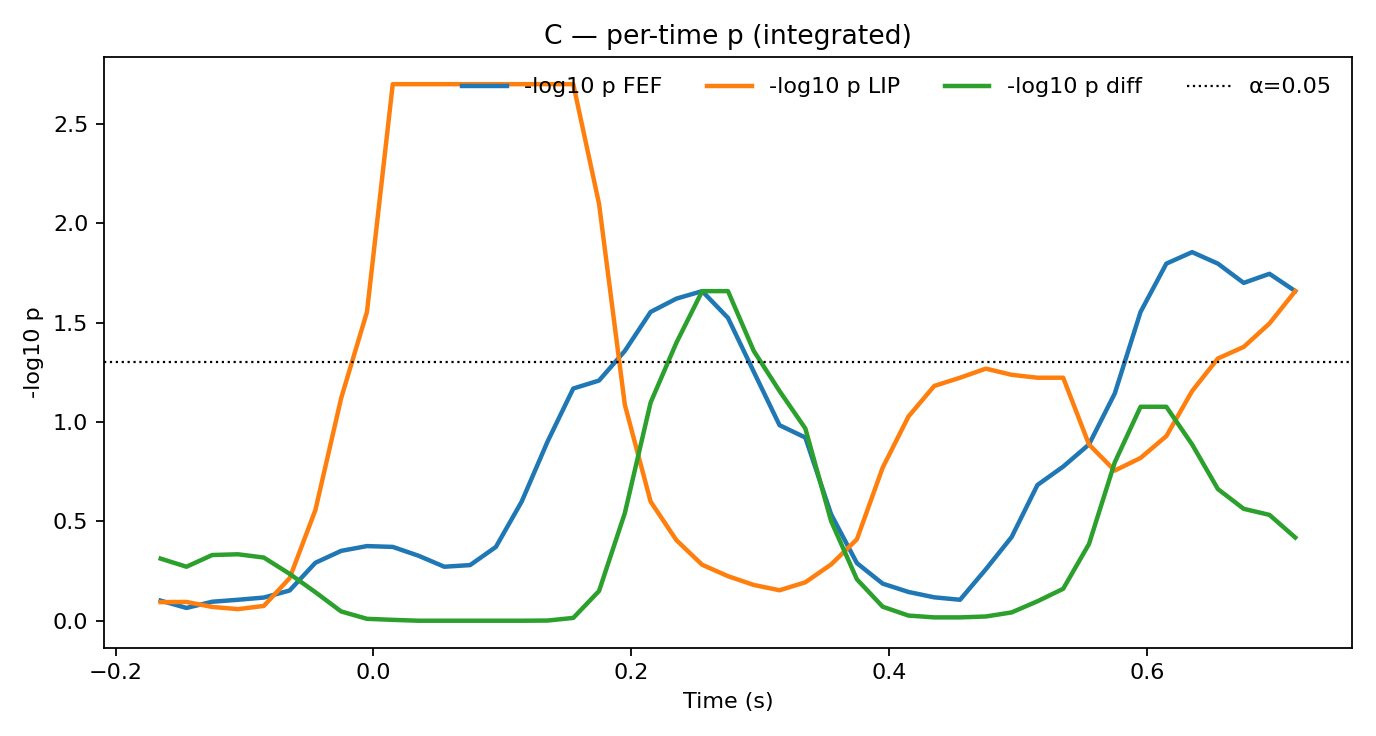 C — per-time p (integrated)
-log10 p FEF
-log10 p LIP
-log10 p diff
α=0.05
-log10 p
2.5
2.0
1.5
1.0
0.5
0.0
−0.2
0.0
0.2
0.4
0.6
Time (s)